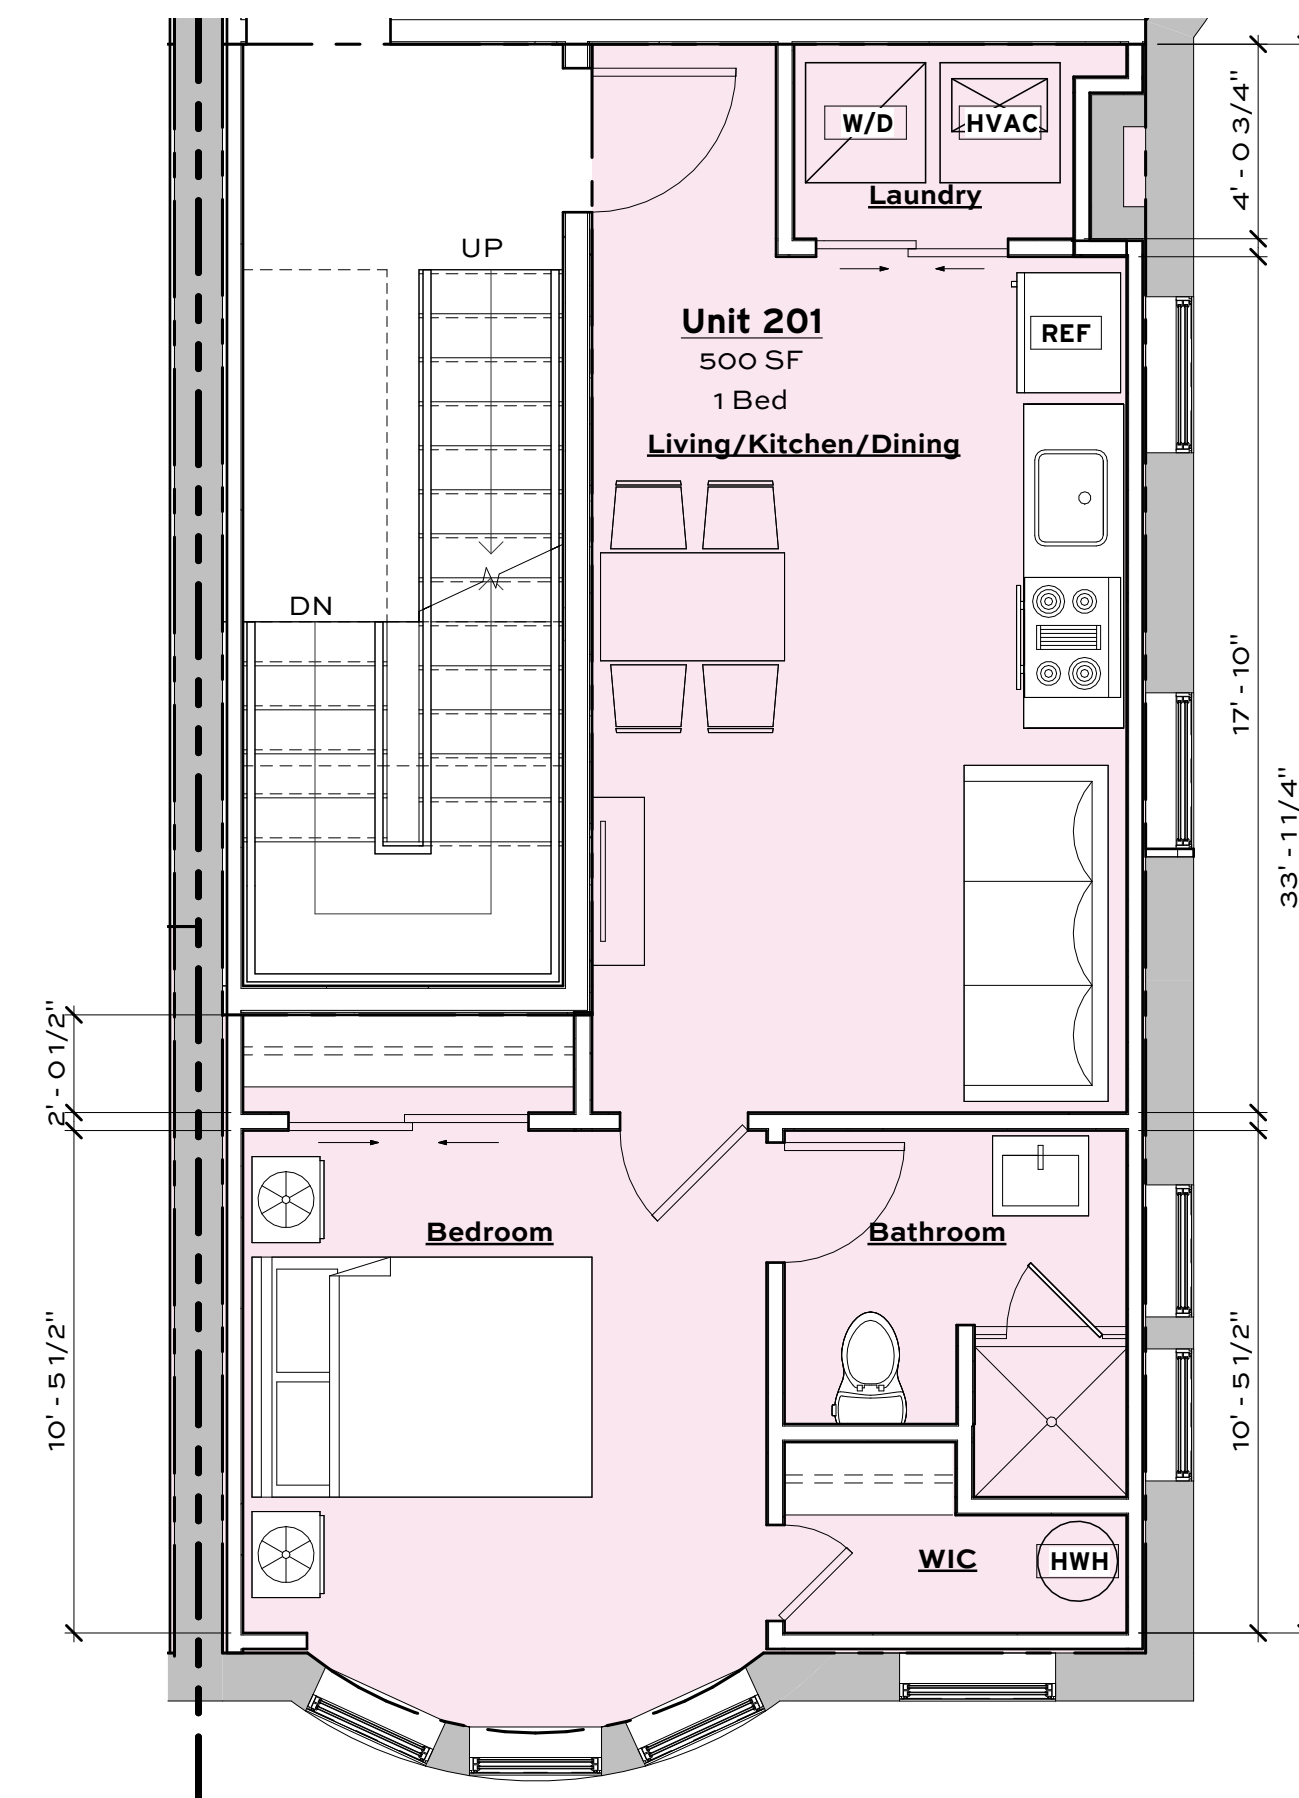 4' - 0 3/4"
W/D
HVAC
Laundry
UP
Unit 201
500 SF
1 Bed
REF
Living/Kitchen/Dining
DN
17' - 10"
33' - 1 1/4"
2' - 0 1/2"
Bedroom
Bathroom
10' - 5 1/2"
10' - 5 1/2"
WIC
HWH